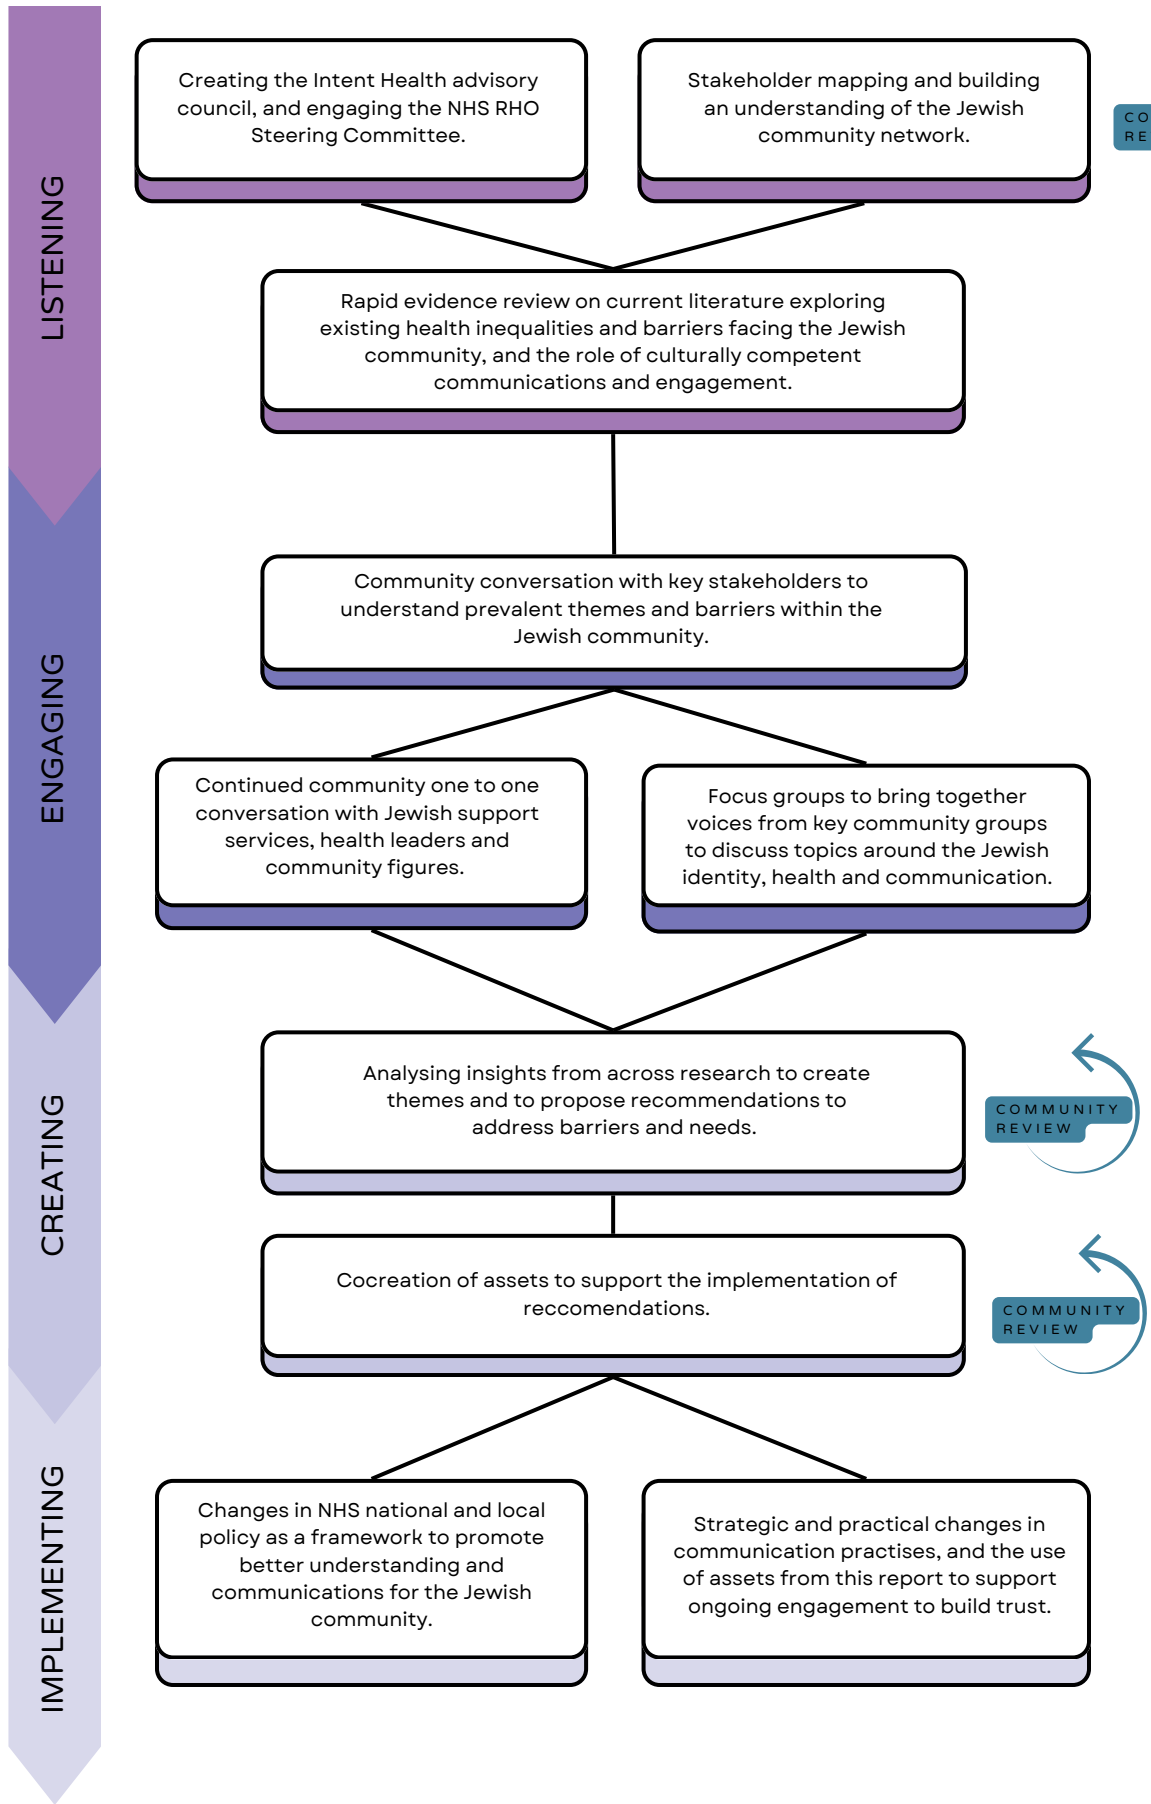 LISTENING
Creating the Intent Health advisory
council, and engaging the NHS RHO
Steering Committee.
Stakeholder mapping and building
an understanding of the Jewish
community network.
CO
RE
Rapid evidence review on current literature exploring
existing health inequalities and barriers facing the Jewish
community, and the role of culturally competent
communications and engagement.
ENGAGING
Community conversation with key stakeholders to
understand prevalent themes and barriers within the
Jewish community.
Continued community one to one
conversation with Jewish support
services, health leaders and
community figures.
Focus groups to bring together
voices from key community groups
to discuss topics around the Jewish
identity, health and communication.
CREATING
Analysing insights from across research to create
themes and to propose recommendations to
address barriers and needs.
COMMUNITY
REVIEW
Cocreation of assets to support the implementation of
reccomendations.
COMMUNITY
REVIEW
IMPLEMENTING
Changes in NHS national and local
policy as a framework to promote
better understanding and
communications for the Jewish
community.
Strategic and practical changes in
communication practises, and the use
of assets from this report to support
ongoing engagement to build trust.